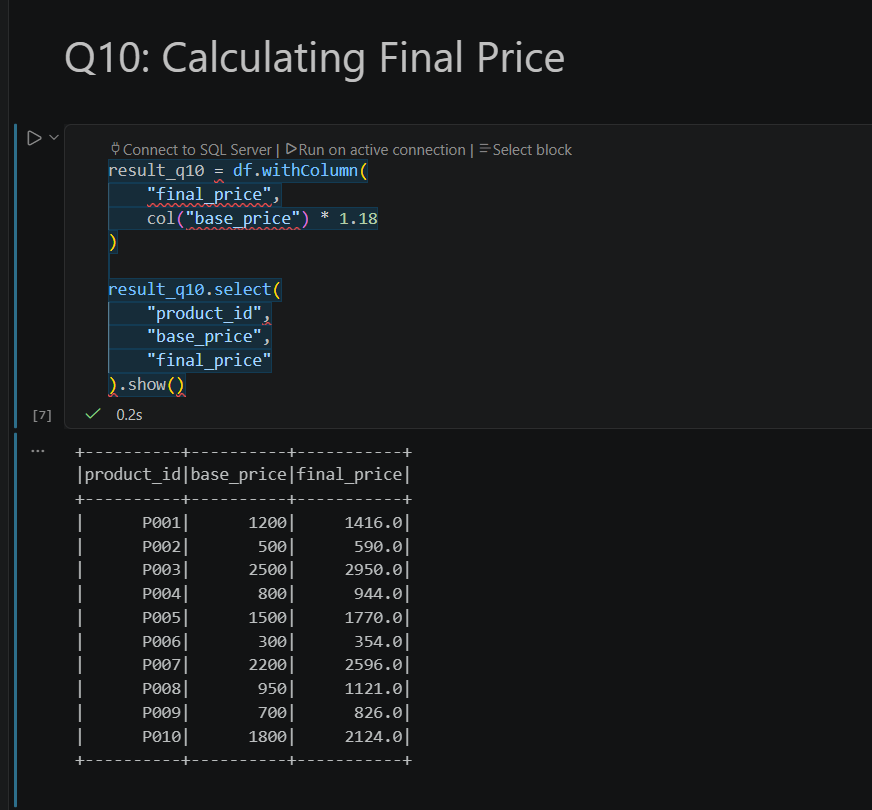 Q10: Calculating Final Price
Connect to SQL Server | Run on active connection | Select block
result_q10 = df.withColumn(
    "final_price",
    col("base_price") * 1.18
)
result_q10.select(
    "product_id",
    "base_price",
    "final_price"
).show()
[7] 0.2s
...
+----------+----------+-----------+
|product_id|base_price|final_price|
+----------+----------+-----------+
|      P001|      1200|     1416.0|
|      P002|       500|      590.0|
|      P003|      2500|     2950.0|
|      P004|       800|      944.0|
|      P005|      1500|     1770.0|
|      P006|       300|      354.0|
|      P007|      2200|     2596.0|
|      P008|       950|     1121.0|
|      P009|       700|      826.0|
|      P010|      1800|     2124.0|
+----------+----------+-----------+